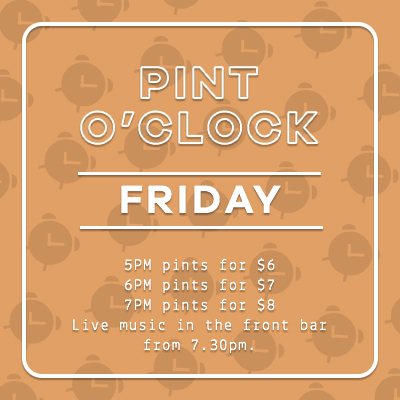 PINT
O'CLOCK
FRIDAY
5PM pints for $6
6PM pints for $7
7PM pints for $8
Live music in the front bar
from 7.30pm.